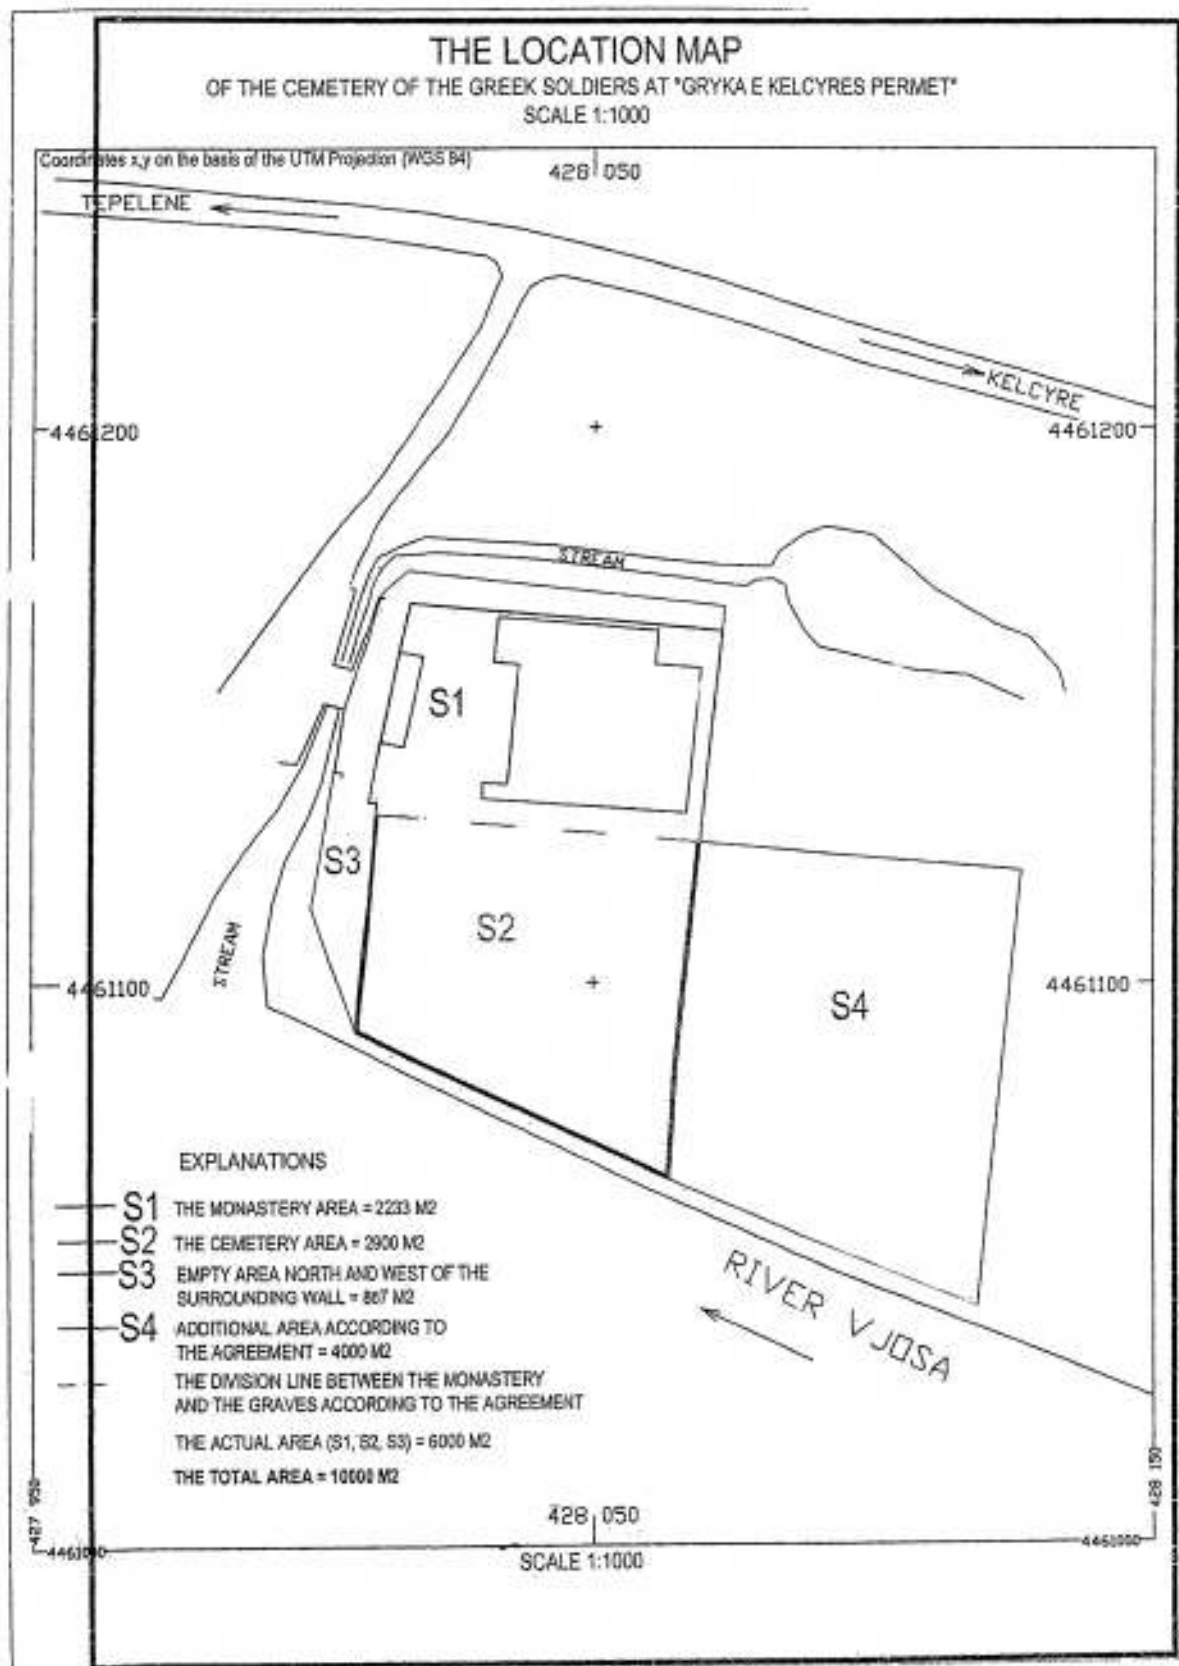 THE LOCATION MAP
OF THE CEMETERY OF THE GREEK SOLDIERS AT "GRYKA E KELCYRES PERMET"
SCALE 1:1000
Coordinates x,y on the basis of the UTM Projection (WGS 84)
428 050
TEPELENE
KELCYRE
4461200
4461200
STREAM
S1
S3
S2
STREAM
4461100
4461100
S4
EXPLANATIONS
S1 THE MONASTERY AREA = 2233 M2
S2 THE CEMETERY AREA = 2900 M2
S3 EMPTY AREA NORTH AND WEST OF THE
SURROUNDING WALL = 867 M2
S4 ADDITIONAL AREA ACCORDING TO
THE AGREEMENT = 4000 M2
THE DIVISION LINE BETWEEN THE MONASTERY
AND THE GRAVES ACCORDING TO THE AGREEMENT
THE ACTUAL AREA (S1, S2, S3) = 6000 M2
THE TOTAL AREA = 10000 M2
RIVER VJOSA
427 950
428 150
428 050
4461000
4461000
SCALE 1:1000